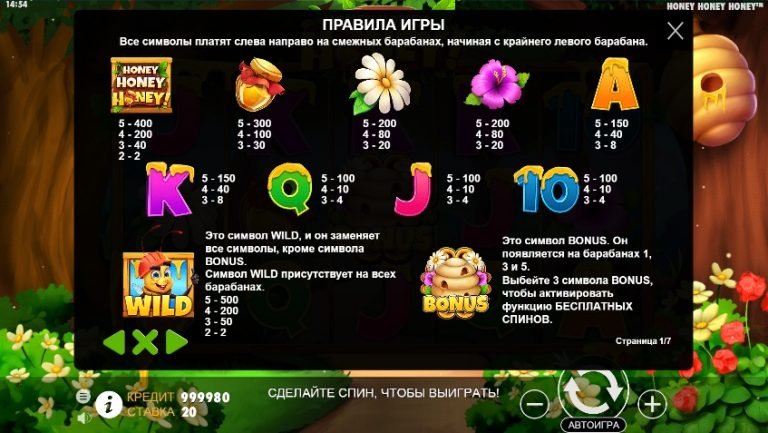 14:54
HONEY HONEY HONEY™
ПРАВИЛА ИГРЫ
Все символы платят слева направо на смежных барабанах, начиная с крайнего левого барабана.
HONEY
HONEY
HONEY!
5 - 400
4 - 200
3 - 40
2 - 2
5 - 300
4 - 100
3 - 30
5 - 200
4 - 80
3 - 20
5 - 200
4 - 80
3 - 20
A
5 - 150
4 - 40
3 - 8
K
5 - 150
4 - 40
3 - 8
Q
5 - 100
4 - 10
3 - 4
J
5 - 100
4 - 10
3 - 4
10
5 - 100
4 - 10
3 - 4
WILD
Это символ WILD, и он заменяет
все символы, кроме символа
BONUS.
Символ WILD присутствует на всех
барабанах.
5 - 500
4 - 200
3 - 50
2 - 2
BONUS
Это символ BONUS. Он
появляется на барабанах 1,
3 и 5.
Выбейте 3 символа BONUS,
чтобы активировать
функцию БЕСПЛАТНЫХ
СПИНОВ.
Страница 1/7
КРЕДИТ 999980
СТАВКА 20
СДЕЛАЙТЕ СПИН, ЧТОБЫ ВЫИГРАТЬ!
АВТОИГРА